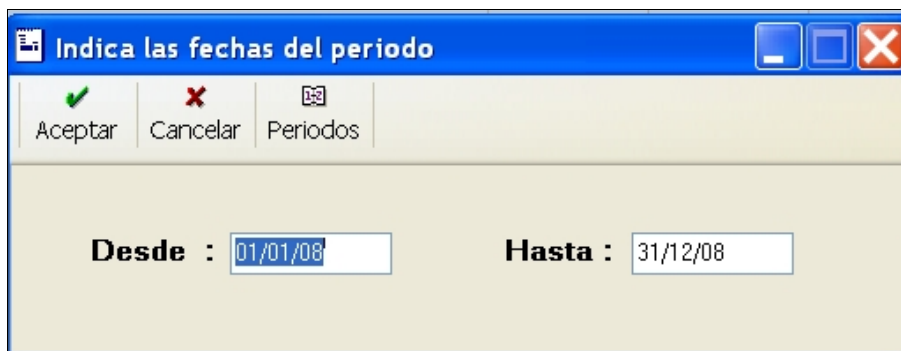 Indica las fechas del periodo
Aceptar Cancelar Periodos
Desde : 01/01/08 Hasta : 31/12/08